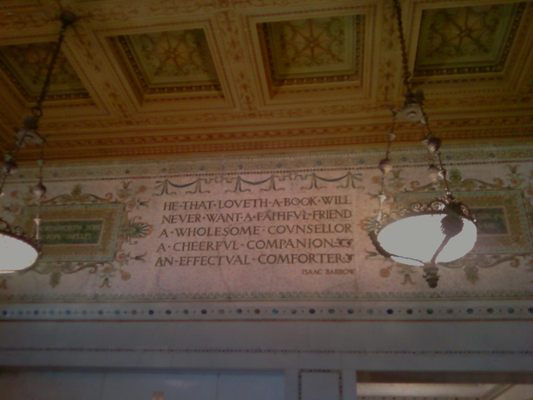 HE·THAT·LOVETH·A·BOOK·WILL
NEVER·WANT·A·FAITHFVL·FRIEND
A·WHOLESOME·COVNSELLOR
A·CHEERFVL·COMPANION
AN·EFFECTVAL·COMFORTER
ISAAC BARROW